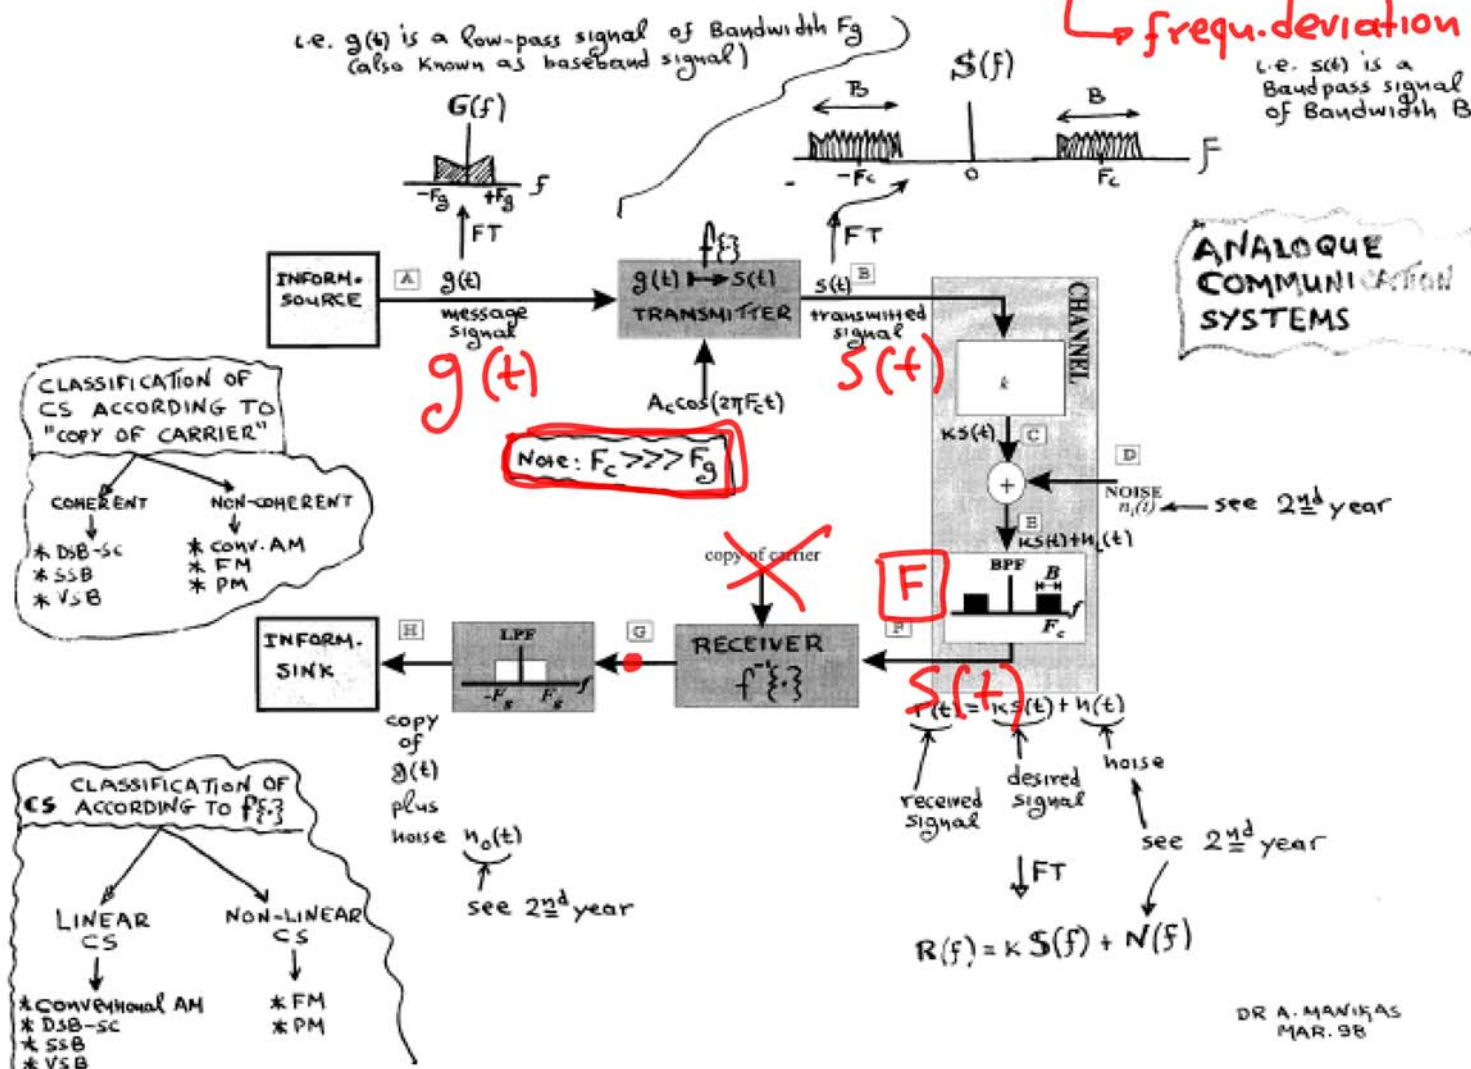 ↳ frequ.deviation
i.e. g(t) is a low-pass signal of Bandwidth Fg
(also known as baseband signal)
i.e. s(t) is a
Bandpass signal
of Bandwidth B
G(f)
-Fg +Fg f
FT
S(f)
B B
-Fc 0 Fc F
FT
ANALOQUE
COMMUNICATION
SYSTEMS
INFORM.
SOURCE
A
g(t)
message
signal
g(t)
f{.}
g(t) ↦ s(t)
TRANSMITTER
s(t) B
transmitted
signal
s(t)
Accos(2πFct)
Note: Fc >>> Fg
CHANNEL
k
Ks(t) C
+
D
NOISE
ni(t) ← see 2nd year
E
Ks(t)+ni(t)
BPF
B
f
Fc
F
F
copy of carrier
RECEIVER
f⁻¹{.}
G
LPF
-Fg Fg f
H
INFORM.
SINK
s(t)
r(t) = Ks(t) + n(t)
received
signal
desired
signal
noise
see 2nd year
FT
R(f) = K S(f) + N(f)
copy
of
g(t)
plus
noise no(t)
see 2nd year
CLASSIFICATION OF
CS ACCORDING TO
"COPY OF CARRIER"
COHERENT
* DSB-SC
* SSB
* VSB
NON-COHERENT
* CONV. AM
* FM
* PM
CLASSIFICATION OF
CS ACCORDING TO f{.}
LINEAR
CS
* CONVENTIONAL AM
* DSB-SC
* SSB
* VSB
NON-LINEAR
CS
* FM
* PM
DR A. MANIKAS
MAR. 98